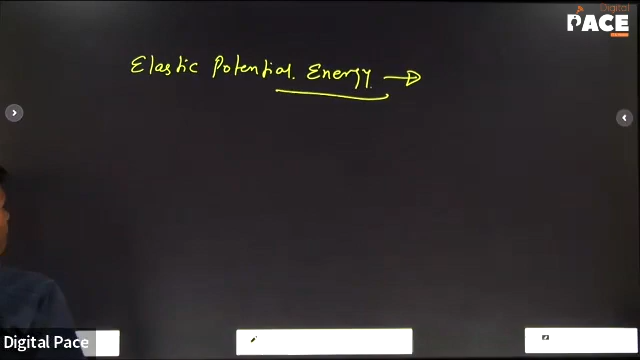 Digital
PACE
Elastic Potential Energy →
Digital Pace